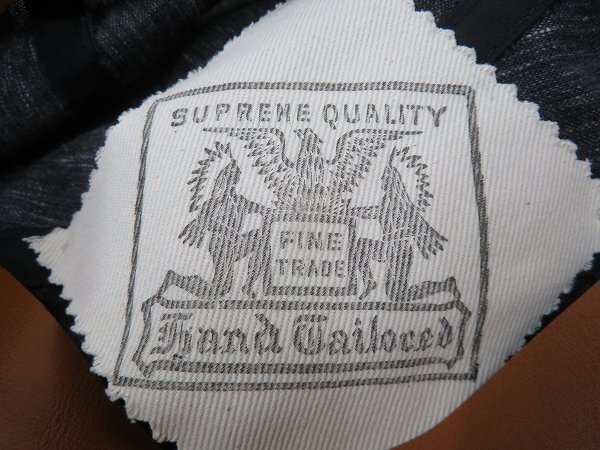 SUPREME QUALITY
FINE
TRADE
Hand Tailored